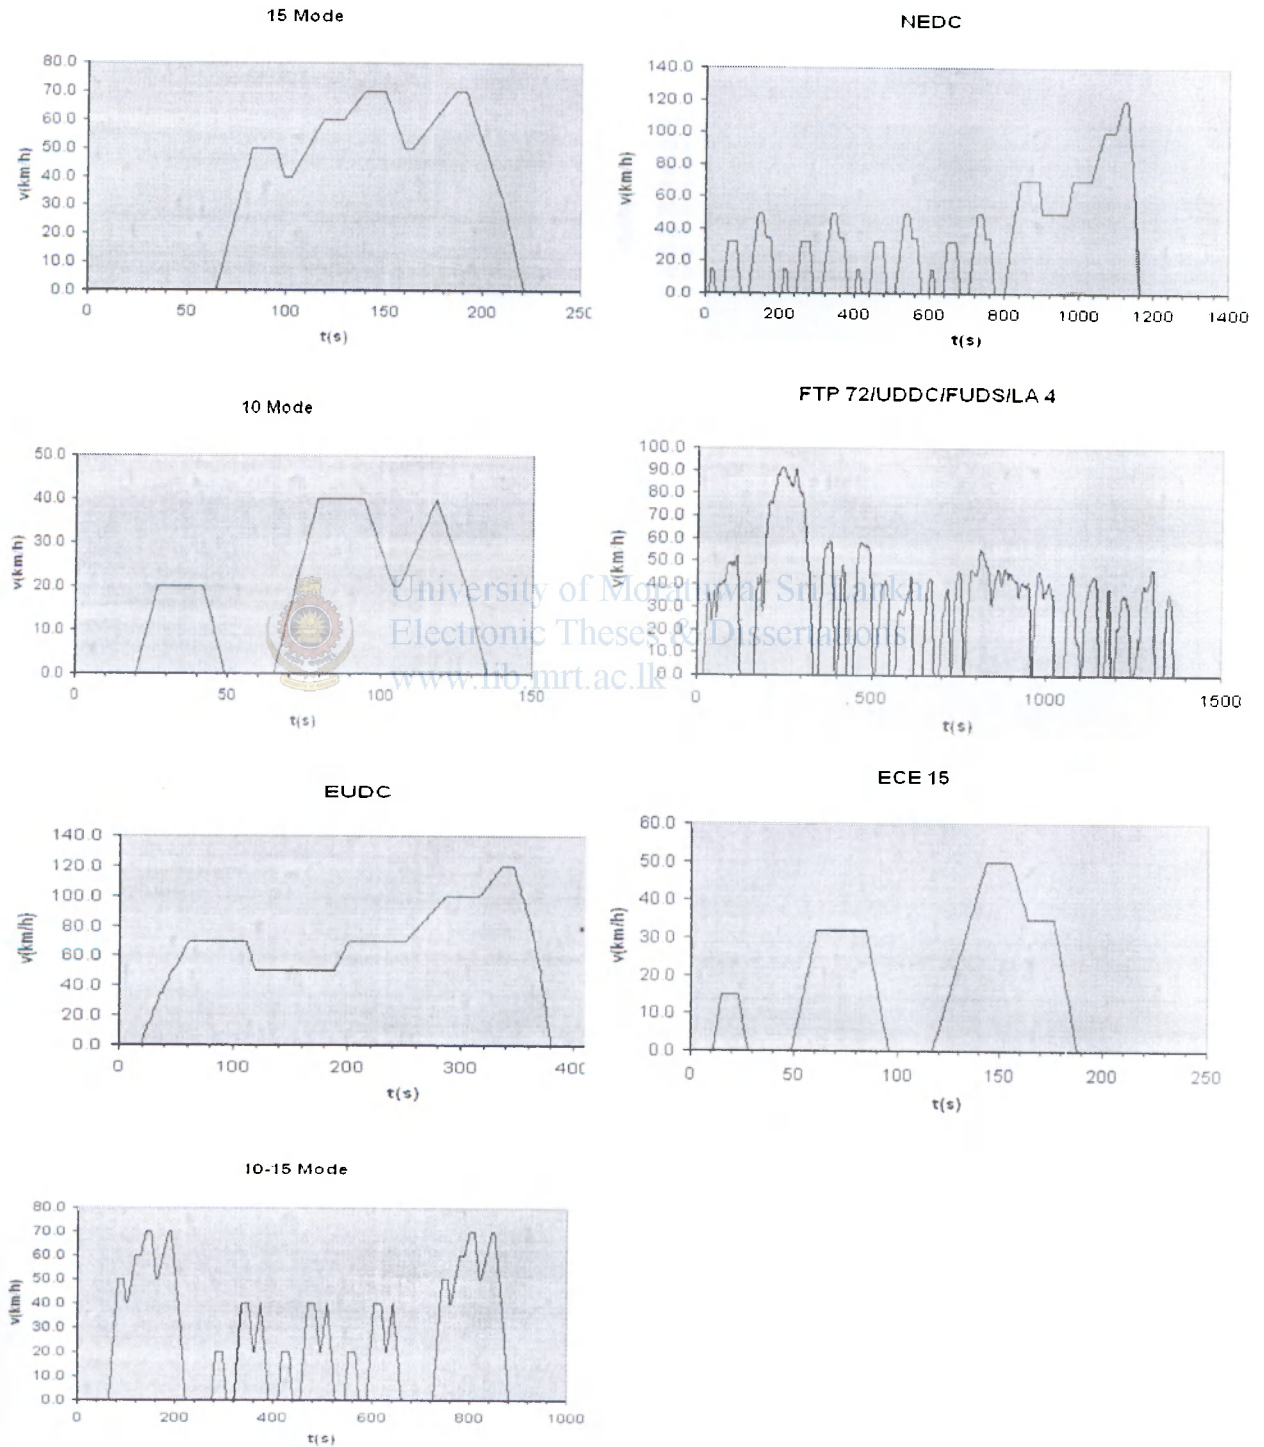 15 Mode
80.0
70.0
60.0
50.0
40.0
30.0
20.0
10.0
0.0
v(km/h)
0 50 100 150 200 250
t(s)
NEDC
140.0
120.0
100.0
80.0
60.0
40.0
20.0
0.0
v(km/h)
0 200 400 600 800 1000 1200 1400
t(s)
10 Mode
50.0
40.0
30.0
20.0
10.0
0.0
v(km/h)
0 50 100 150
t(s)
FTP 72/UDDC/FUDS/LA 4
100.0
90.0
80.0
70.0
60.0
50.0
40.0
30.0
20.0
10.0
0.0
v(km/h)
0 500 1000 1500
t(s)
University of Moratuwa, Sri Lanka
Electronic Theses & Dissertations
www.lib.mrt.ac.lk
EUDC
140.0
120.0
100.0
80.0
60.0
40.0
20.0
0.0
v(km/h)
0 100 200 300 400
t(s)
ECE 15
60.0
50.0
40.0
30.0
20.0
10.0
0.0
v(km/h)
0 50 100 150 200 250
t(s)
10-15 Mode
80.0
70.0
60.0
50.0
40.0
30.0
20.0
10.0
0.0
v(km/h)
0 200 400 600 800 1000
t(s)